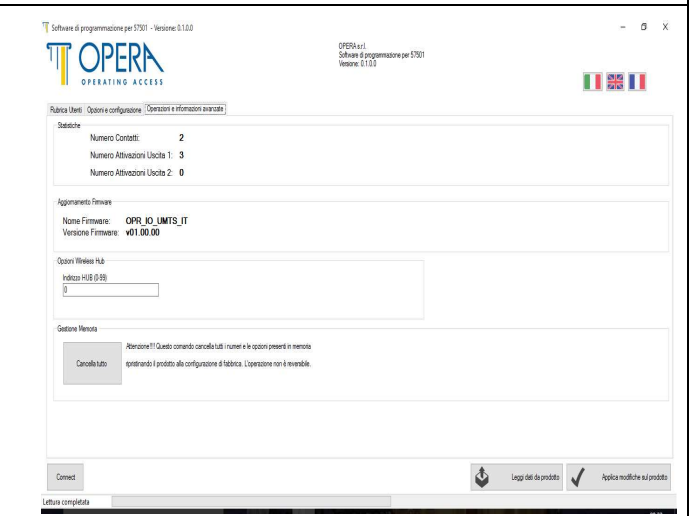 Software di programmazione per 57501 - Versione: 0.1.0.0
OPERA
OPERATING ACCESS
OPERA s.r.l.
Software di programmazione per 57501
Versione: 0.1.0.0
Rubrica Utenti Opzioni e configurazione Operazioni e informazioni avanzate
Statistiche
Numero Contatti: 2
Numero Attivazioni Uscita 1: 3
Numero Attivazioni Uscita 2: 0
Aggiornamento Firmware
Nome Firmware: OPR_IO_UMTS_IT
Versione Firmware: v01.00.00
Opzioni Wireless Hub
Indirizzo HUB (0-99)
0
Gestione Memoria
Attenzione!!!! Questo comando cancella tutti i numeri e le opzioni presenti in memoria
Cancella tutto
ripristinando il prodotto alla configurazione di fabbrica. L'operazione non è reversibile.
Connect
Leggi dati da prodotto
Applica modifiche sul prodotto
Lettura completata